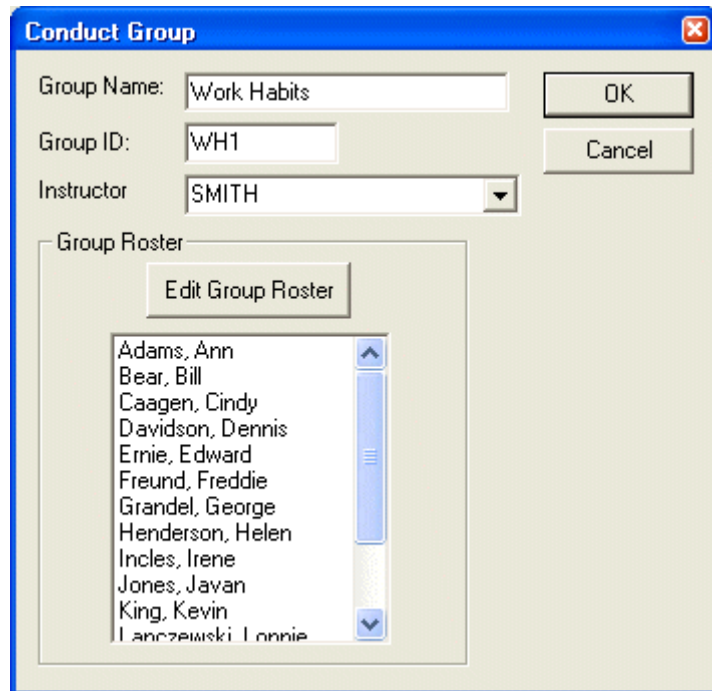 Conduct Group
Group Name: Work Habits
OK
Group ID: WH1
Cancel
Instructor SMITH
Group Roster
Edit Group Roster
Adams, Ann
Bear, Bill
Caagen, Cindy
Davidson, Dennis
Ernie, Edward
Freund, Freddie
Grandel, George
Henderson, Helen
Incles, Irene
Jones, Javan
King, Kevin
Lanczewski, Lonnie